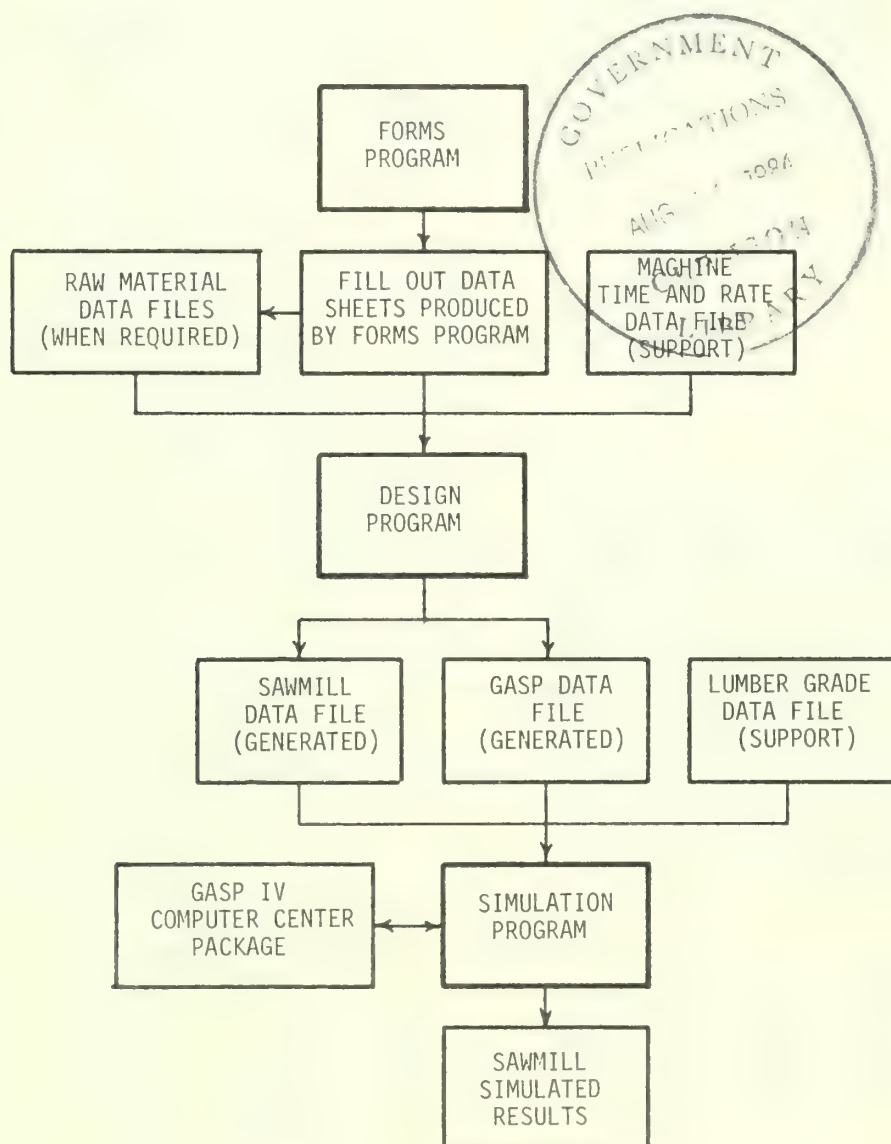 GOVERNMENT
PUBLICATIONS
AUG
LIBRARY
FORMS
PROGRAM
RAW MATERIAL
DATA FILES
(WHEN REQUIRED)
FILL OUT DATA
SHEETS PRODUCED
BY FORMS PROGRAM
MACHINE
TIME AND RATE
DATA FILE
(SUPPORT)
DESIGN
PROGRAM
SAWMILL
DATA FILE
(GENERATED)
GASP DATA
FILE
(GENERATED)
LUMBER GRADE
DATA FILE
(SUPPORT)
GASP IV
COMPUTER CENTER
PACKAGE
SIMULATION
PROGRAM
SAWMILL
SIMULATED
RESULTS